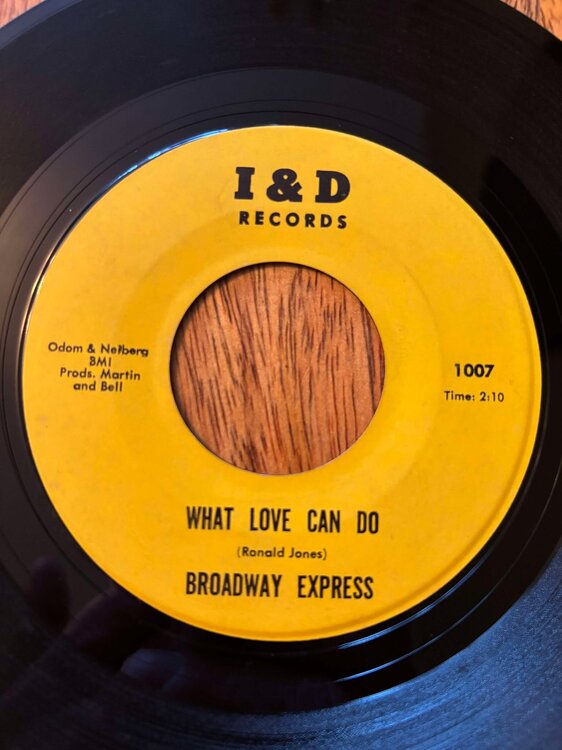 I & D
RECORDS
Odom & Neiberg
BMI
Prods. Martin
and Bell
1007
Time: 2:10
WHAT LOVE CAN DO
(Ronald Jones)
BROADWAY EXPRESS